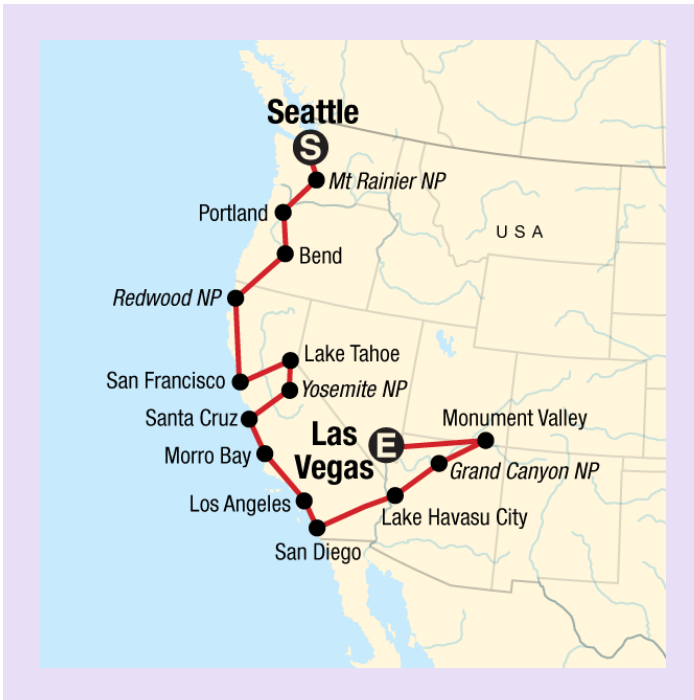 Seattle
S
Mt Rainier NP
Portland
USA
Bend
Redwood NP
Lake Tahoe
San Francisco
Yosemite NP
Santa Cruz
Monument Valley
Las
Vegas
E
Morro Bay
Grand Canyon NP
Los Angeles
Lake Havasu City
San Diego